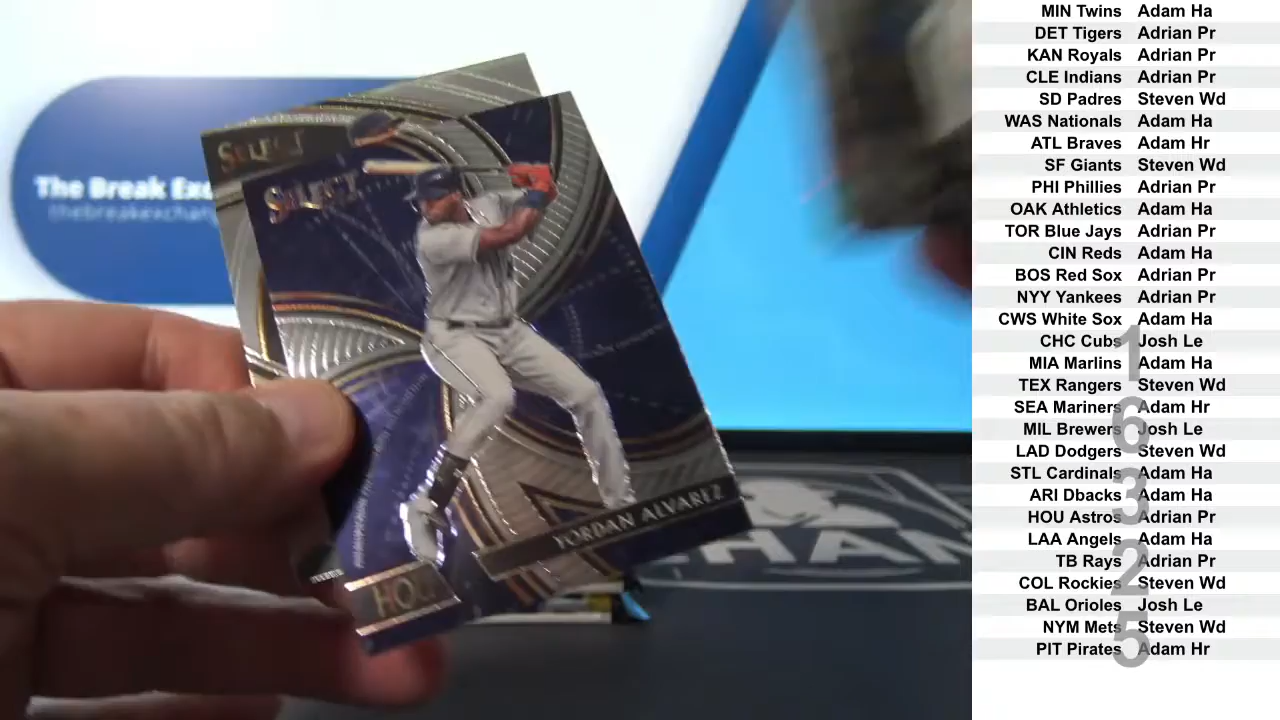 The Break Exc
thebreakexchan
SELECT
SELECT
YORDAN ALVAREZ
HOU
CHAN
MIN Twins Adam Ha
DET Tigers Adrian Pr
KAN Royals Adrian Pr
CLE Indians Adrian Pr
SD Padres Steven Wd
WAS Nationals Adam Ha
ATL Braves Adam Hr
SF Giants Steven Wd
PHI Phillies Adrian Pr
OAK Athletics Adam Ha
TOR Blue Jays Adrian Pr
CIN Reds Adam Ha
BOS Red Sox Adrian Pr
NYY Yankees Adrian Pr
CWS White Sox Adam Ha
CHC Cubs Josh Le
MIA Marlins Adam Ha
TEX Rangers Steven Wd
SEA Mariners Adam Hr
MIL Brewers Josh Le
LAD Dodgers Steven Wd
STL Cardinals Adam Ha
ARI Dbacks Adam Ha
HOU Astros Adrian Pr
LAA Angels Adam Ha
TB Rays Adrian Pr
COL Rockies Steven Wd
BAL Orioles Josh Le
NYM Mets Steven Wd
PIT Pirates Adam Hr
1
6
3
2
5